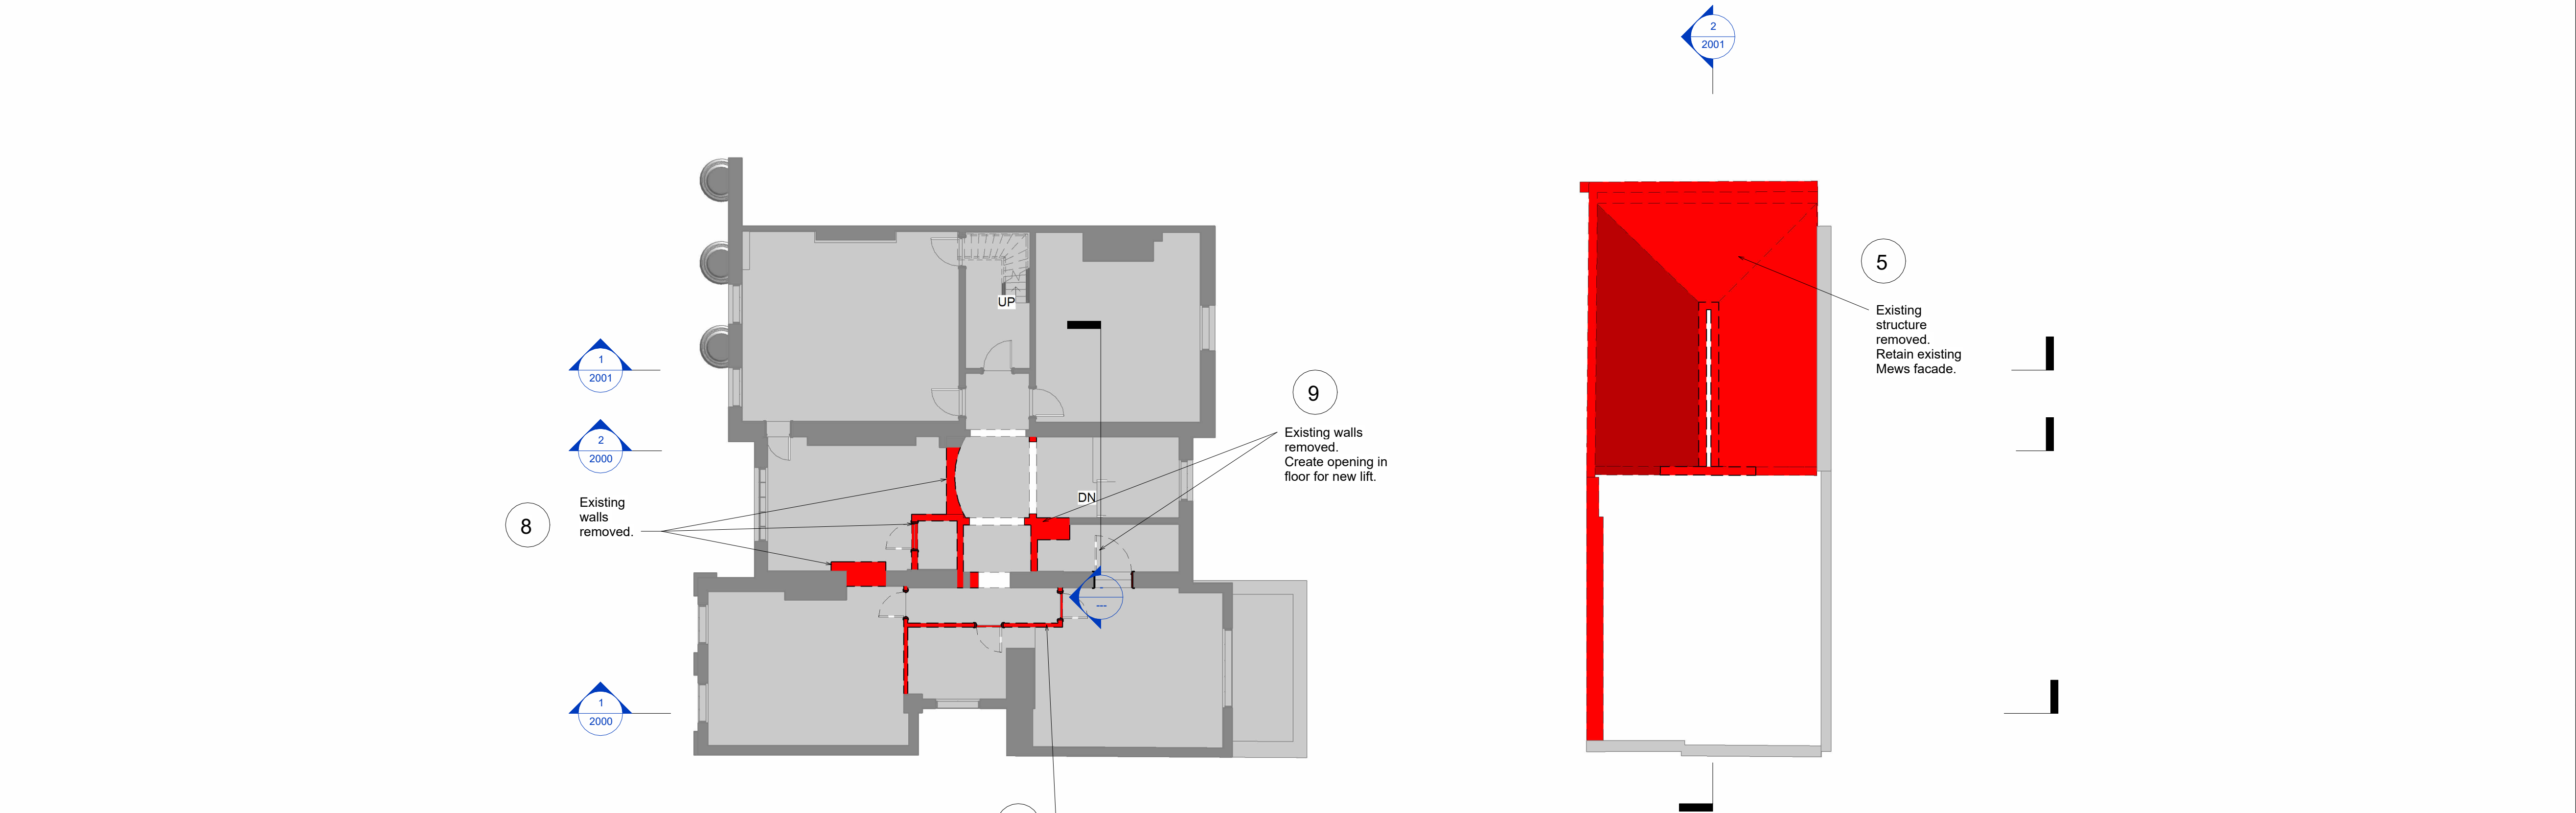 2
2001
5
Existing
structure
removed.
Retain existing
Mews facade.
UP
1
2001
9
Existing walls
removed.
Create opening in
floor for new lift.
2
2000
DN
8
Existing
walls
removed.
-
---
1
2000